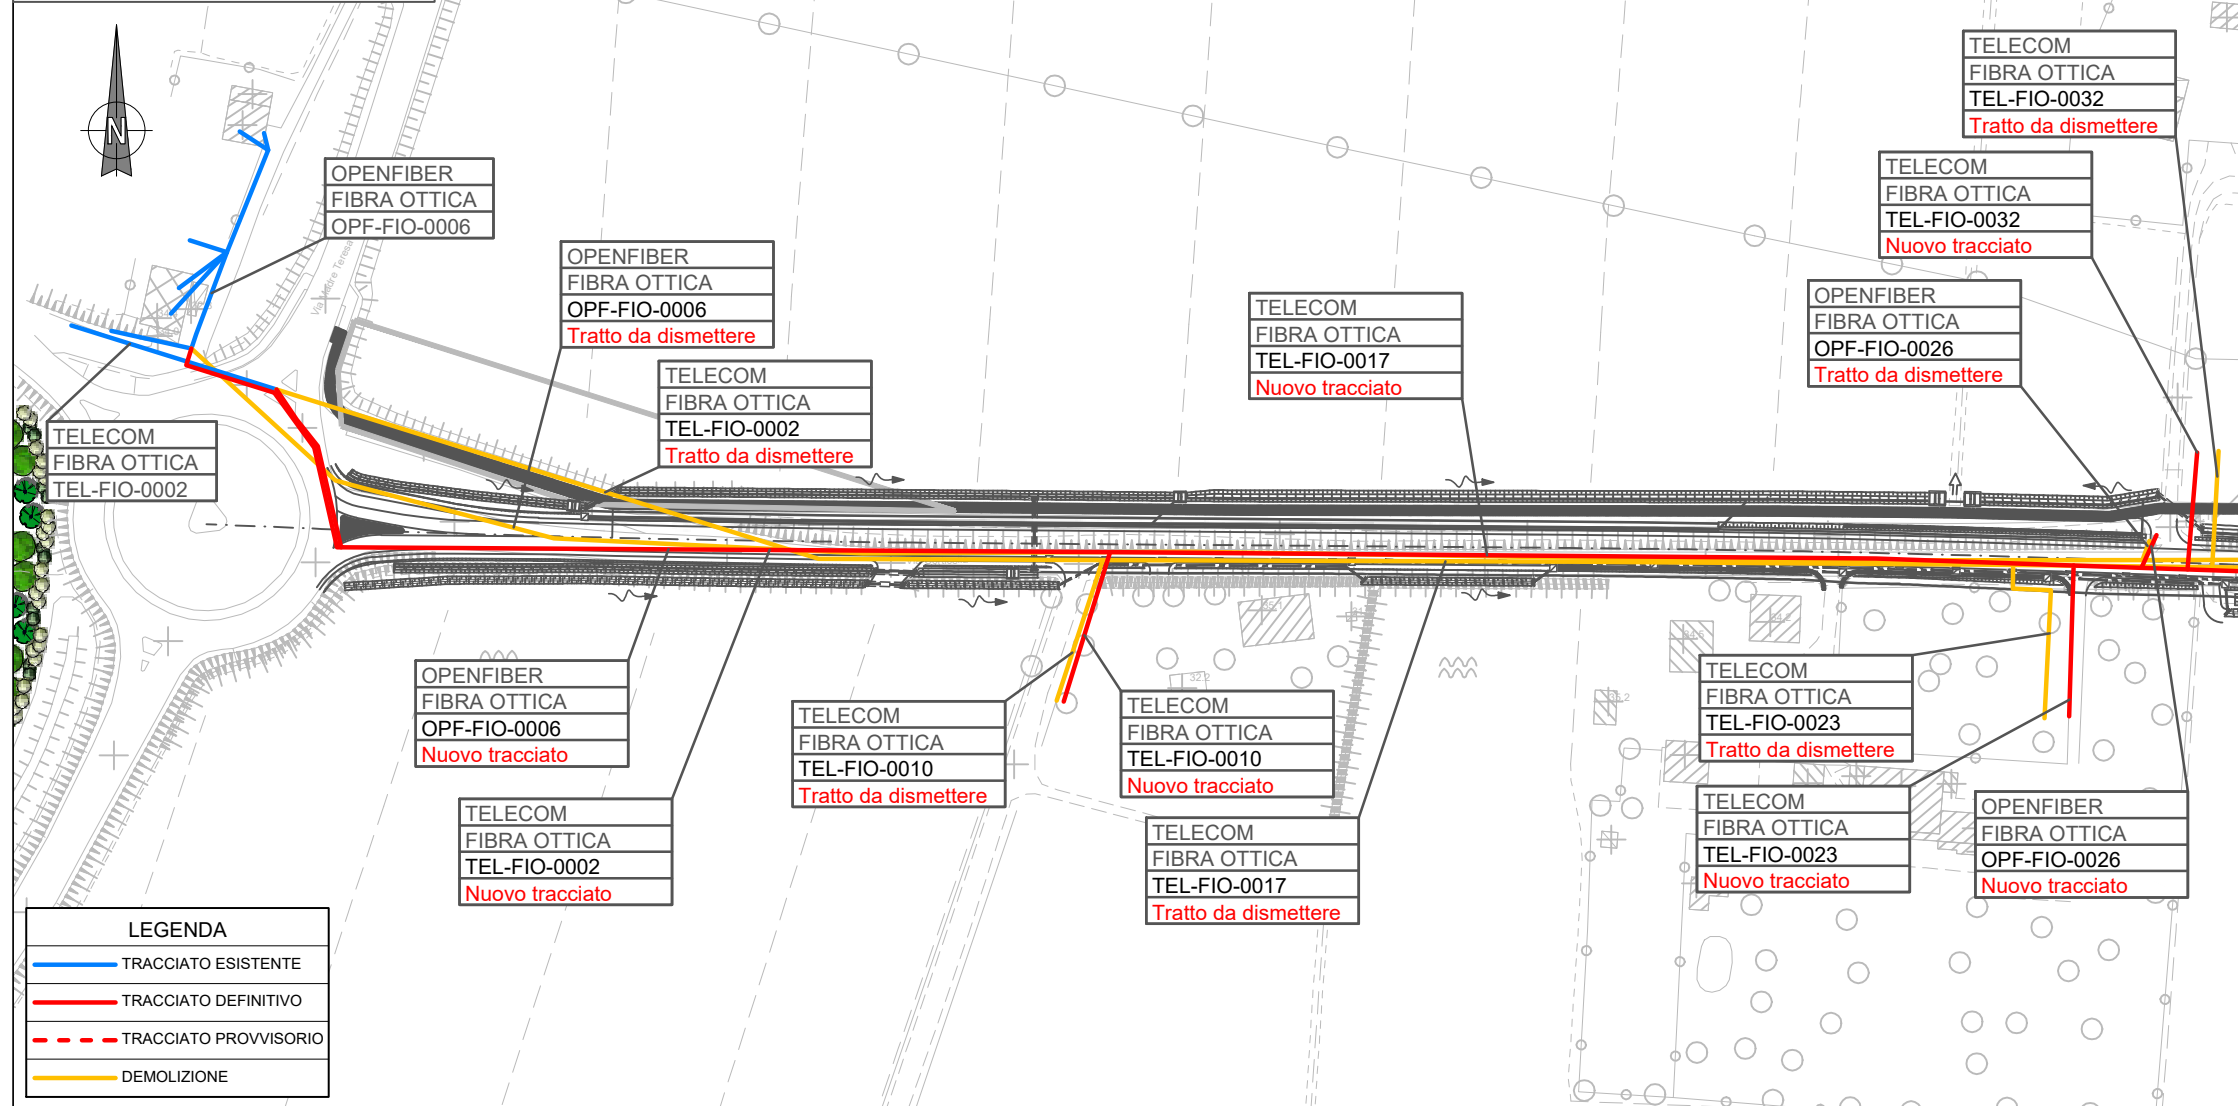 N
OPENFIBER
FIBRA OTTICA
OPF-FIO-0006
Via Madre Teresa
OPENFIBER
FIBRA OTTICA
OPF-FIO-0006
Tratto da dismettere
TELECOM
FIBRA OTTICA
TEL-FIO-0002
Tratto da dismettere
TELECOM
FIBRA OTTICA
TEL-FIO-0002
TELECOM
FIBRA OTTICA
TEL-FIO-0017
Nuovo tracciato
TELECOM
FIBRA OTTICA
TEL-FIO-0032
Tratto da dismettere
TELECOM
FIBRA OTTICA
TEL-FIO-0032
Nuovo tracciato
OPENFIBER
FIBRA OTTICA
OPF-FIO-0026
Tratto da dismettere
OPENFIBER
FIBRA OTTICA
OPF-FIO-0006
Nuovo tracciato
TELECOM
FIBRA OTTICA
TEL-FIO-0002
Nuovo tracciato
TELECOM
FIBRA OTTICA
TEL-FIO-0010
Tratto da dismettere
TELECOM
FIBRA OTTICA
TEL-FIO-0010
Nuovo tracciato
32.2
TELECOM
FIBRA OTTICA
TEL-FIO-0017
Tratto da dismettere
TELECOM
FIBRA OTTICA
TEL-FIO-0023
Tratto da dismettere
TELECOM
FIBRA OTTICA
TEL-FIO-0023
Nuovo tracciato
OPENFIBER
FIBRA OTTICA
OPF-FIO-0026
Nuovo tracciato
LEGENDA
TRACCIATO ESISTENTE
TRACCIATO DEFINITIVO
TRACCIATO PROVVISORIO
DEMOLIZIONE